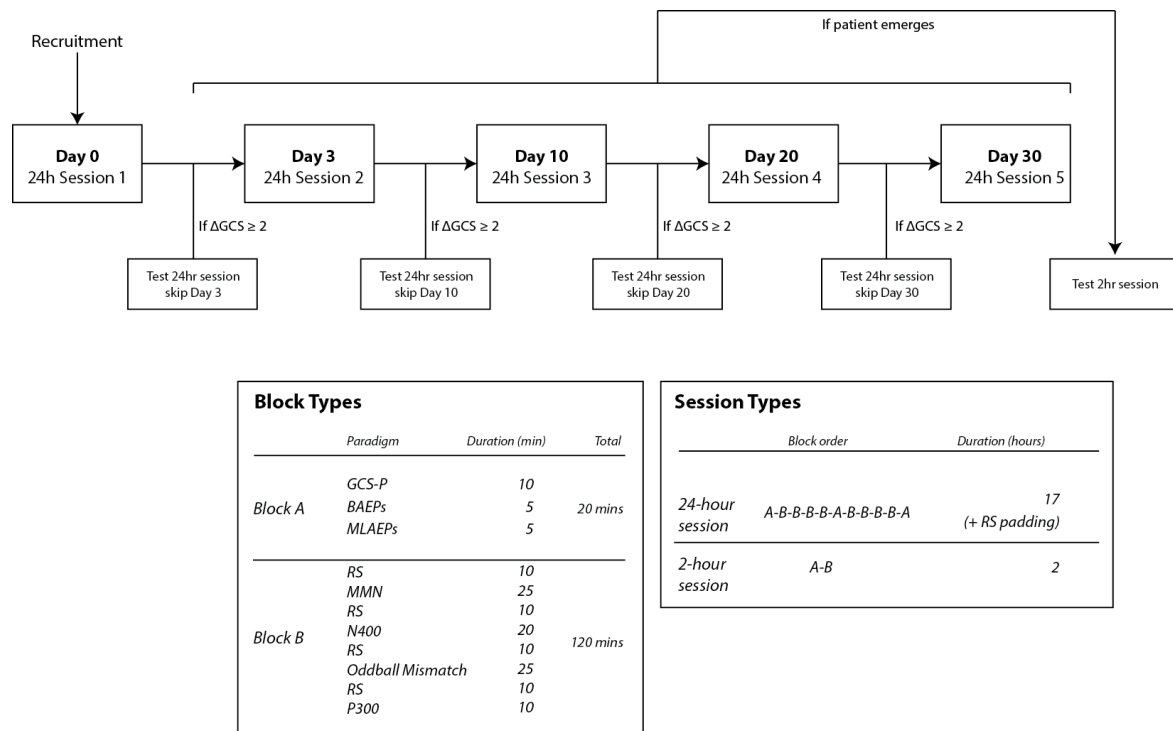 If patient emerges
Recruitment
Day 0
24h Session 1
Day 3
24h Session 2
Day 10
24h Session 3
Day 20
24h Session 4
Day 30
24h Session 5
If ΔGCS ≥ 2
If ΔGCS ≥ 2
If ΔGCS ≥ 2
If ΔGCS ≥ 2
Test 24hr session
skip Day 3
Test 24hr session
skip Day 10
Test 24hr session
skip Day 20
Test 24hr session
skip Day 30
Test 2hr session
Block Types
Paradigm Duration (min) Total
GCS-P 10
Block A BAEPs 5 20 mins
MLAEPs 5
RS 10
MMN 25
RS 10
Block B N400 20 120 mins
RS 10
Oddball Mismatch 25
RS 10
P300 10
Session Types
Block order Duration (hours)
24-hour
session
A-B-B-B-B-A-B-B-B-B-A
17
(+ RS padding)
2-hour
session
A-B
2